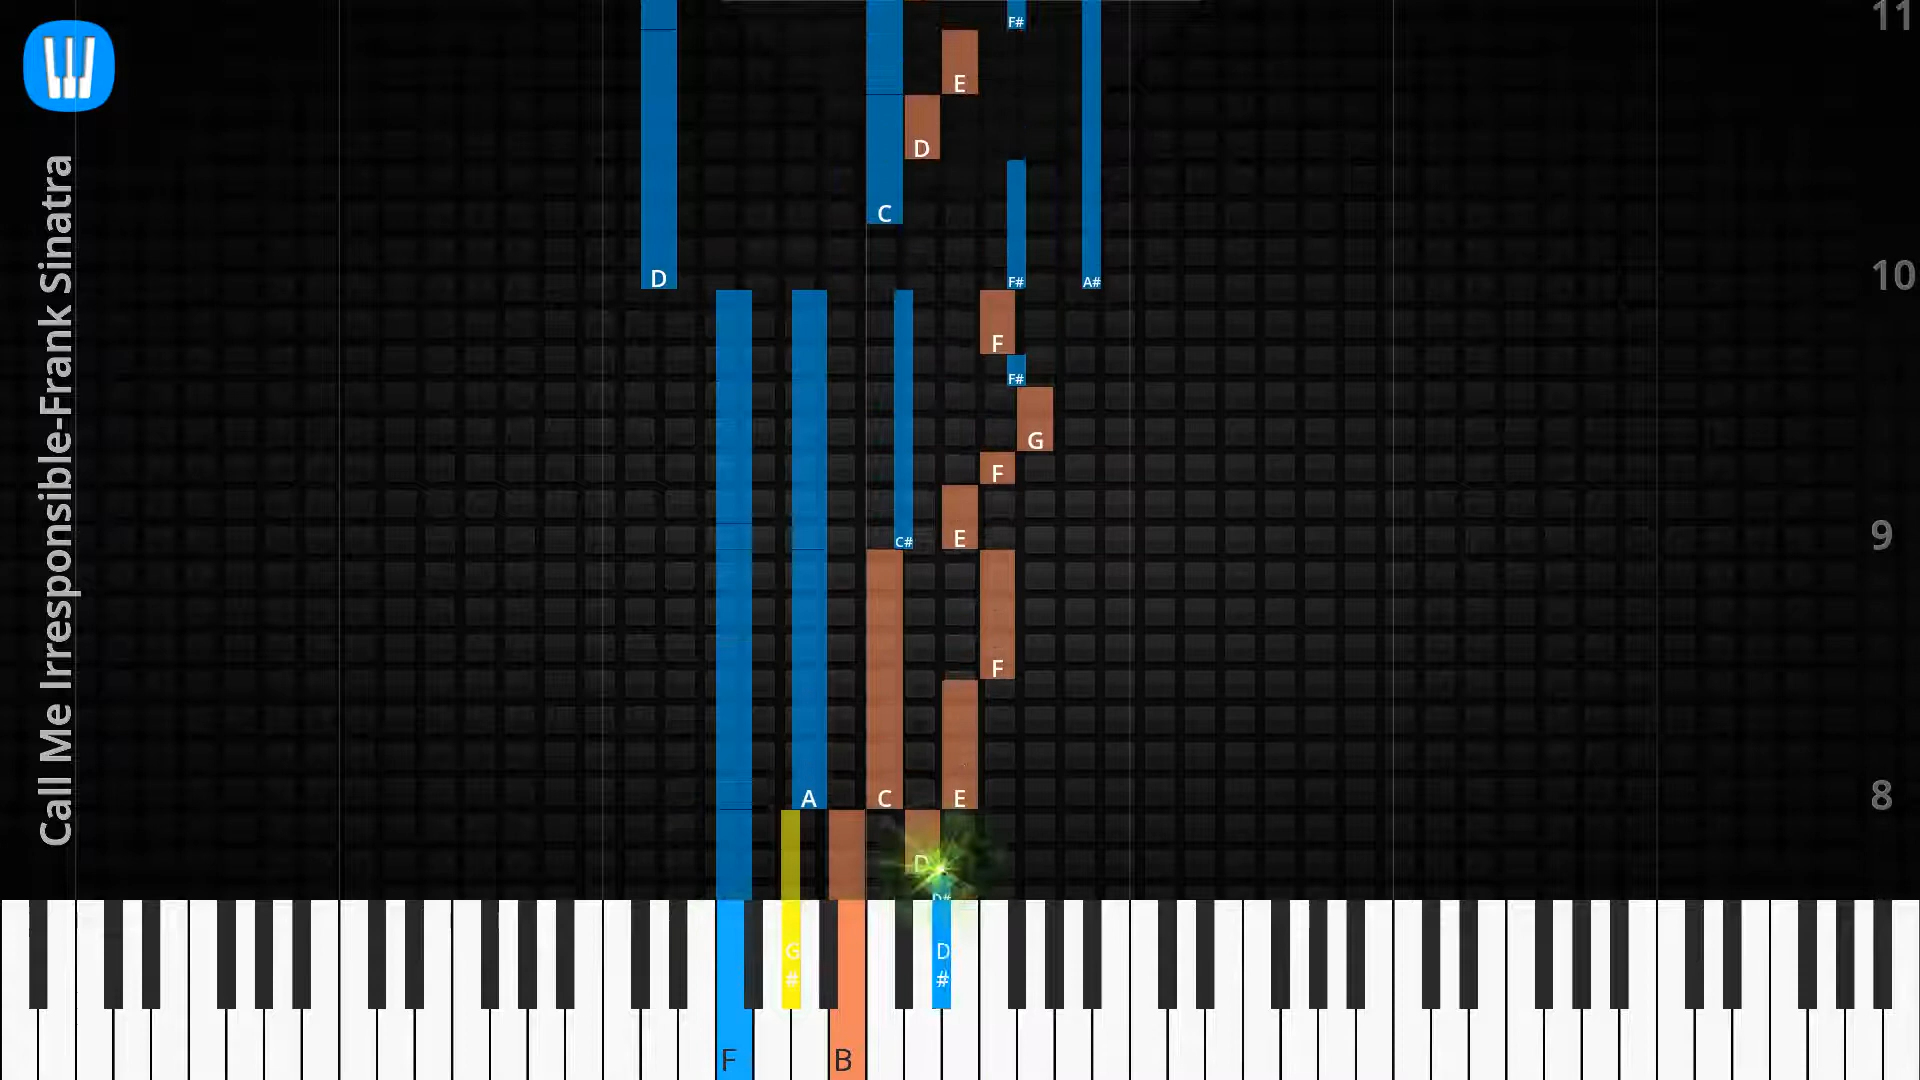 Call Me Irresponsible-Frank Sinatra
11
F#
E
D
C
10
D
F#
A#
F
F#
G
F
E
C#
9
F
A
C
E
8
D
D#
G
#
D
#
F
B